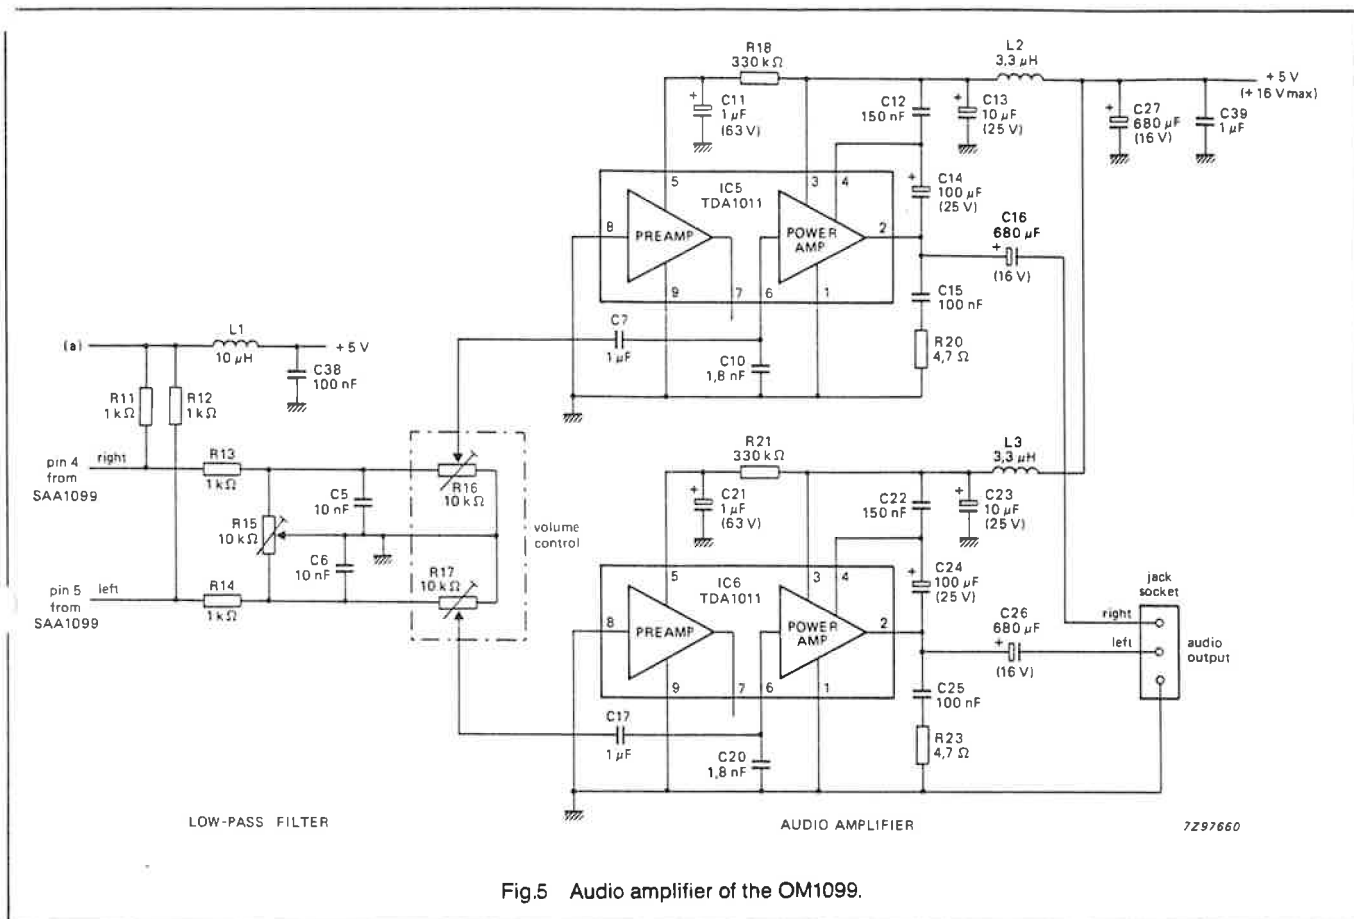 L2
3,3 µH
R18
330 kΩ
+5 V
(+ 16 V max)
+
C11
1 µF
(63 V)
C12
150 nF
+
C13
10 µF
(25 V)
+
C27
680 µF
(16 V)
C39
1 µF
5
IC5
TDA1011
3
4
+
C14
100 µF
(25 V)
8
PREAMP
POWER
AMP
2
C16
680 µF
+
(16 V)
9
7
6
1
C15
100 nF
C7
1 µF
C10
1,8 nF
R20
4,7 Ω
(a)
L1
10 µH
+5 V
C38
100 nF
R11
1 kΩ
R12
1 kΩ
pin 4
from
SAA1099
right
R13
1 kΩ
C5
10 nF
R16
10 kΩ
R15
10 kΩ
volume
control
C6
10 nF
R17
10 kΩ
pin 5
from
SAA1099
left
R14
1 kΩ
R21
330 kΩ
L3
3,3 µH
+
C21
1 µF
(63 V)
C22
150 nF
+
C23
10 µF
(25 V)
5
IC6
TDA1011
3
4
+
C24
100 µF
(25 V)
8
PREAMP
POWER
AMP
2
C26
680 µF
+
(16 V)
jack
socket
right
left
audio
output
9
7
6
1
C25
100 nF
C17
1 µF
C20
1,8 nF
R23
4,7 Ω
LOW-PASS FILTER
AUDIO AMPLIFIER
7Z97660
Fig.5 Audio amplifier of the OM1099.